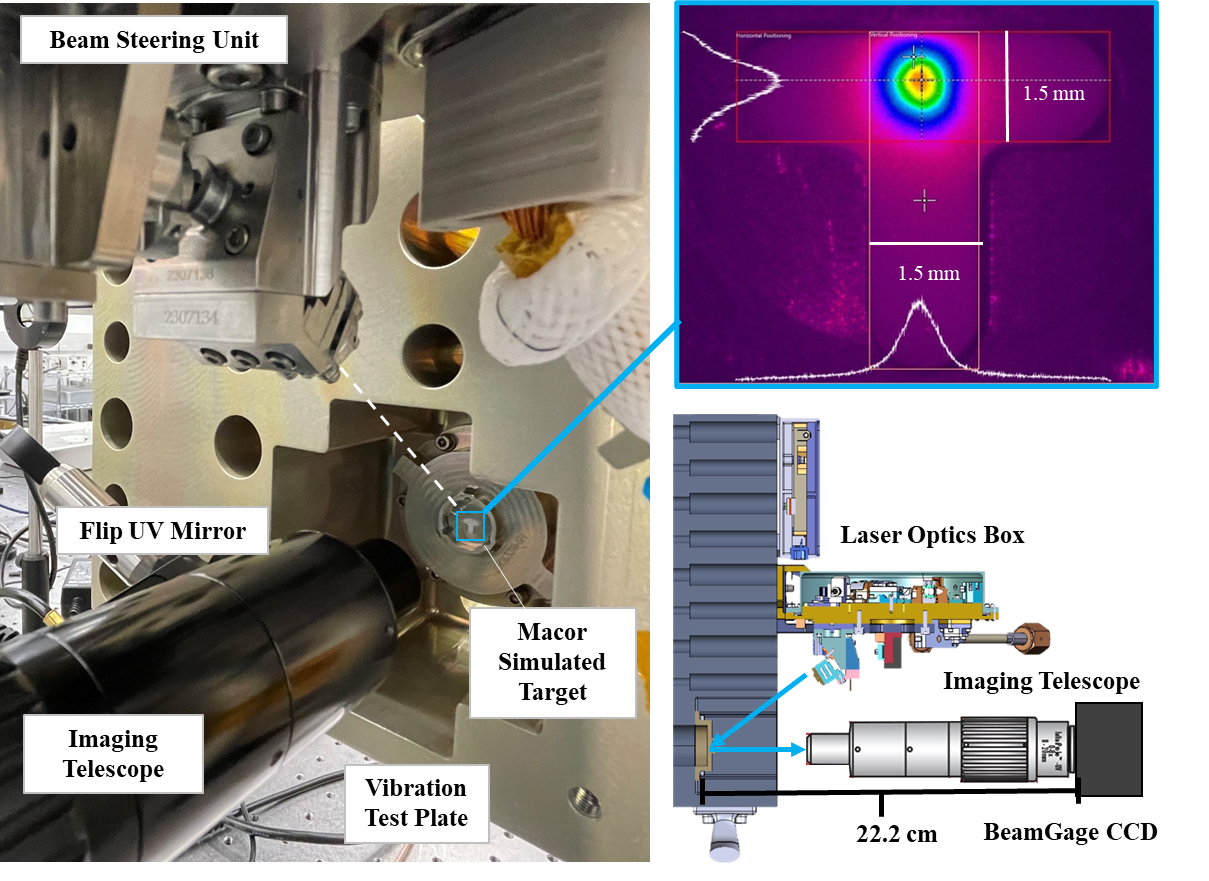 Beam Steering Unit
2307136
2307134
Flip UV Mirror
Macor
Simulated
Target
Imaging
Telescope
Vibration
Test Plate
Horizontal Positioning
Vertical Positioning
1.5 mm
1.5 mm
Laser Optics Box
Imaging Telescope
22.2 cm
BeamGage CCD